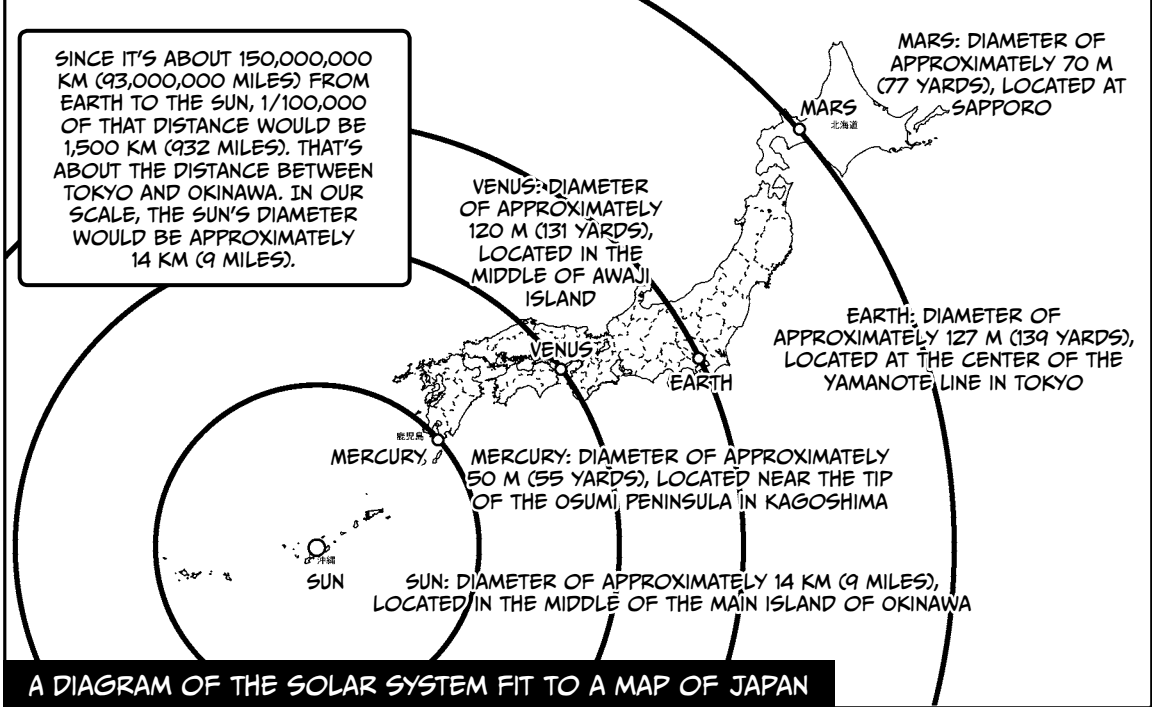 SINCE IT'S ABOUT 150,000,000
KM (93,000,000 MILES) FROM
EARTH TO THE SUN, 1/100,000
OF THAT DISTANCE WOULD BE
1,500 KM (932 MILES). THAT'S
ABOUT THE DISTANCE BETWEEN
TOKYO AND OKINAWA. IN OUR
SCALE, THE SUN'S DIAMETER
WOULD BE APPROXIMATELY
14 KM (9 MILES).
MARS: DIAMETER OF
APPROXIMATELY 70 M
(77 YARDS), LOCATED AT
SAPPORO
MARS
北海道
VENUS: DIAMETER
OF APPROXIMATELY
120 M (131 YARDS),
LOCATED IN THE
MIDDLE OF AWAJI
ISLAND
VENUS
EARTH: DIAMETER OF
APPROXIMATELY 127 M (139 YARDS),
LOCATED AT THE CENTER OF THE
YAMANOTE LINE IN TOKYO
EARTH
鹿児島
MERCURY
MERCURY: DIAMETER OF APPROXIMATELY
50 M (55 YARDS), LOCATED NEAR THE TIP
OF THE OSUMI PENINSULA IN KAGOSHIMA
沖縄
SUN
SUN: DIAMETER OF APPROXIMATELY 14 KM (9 MILES),
LOCATED IN THE MIDDLE OF THE MAIN ISLAND OF OKINAWA
A DIAGRAM OF THE SOLAR SYSTEM FIT TO A MAP OF JAPAN